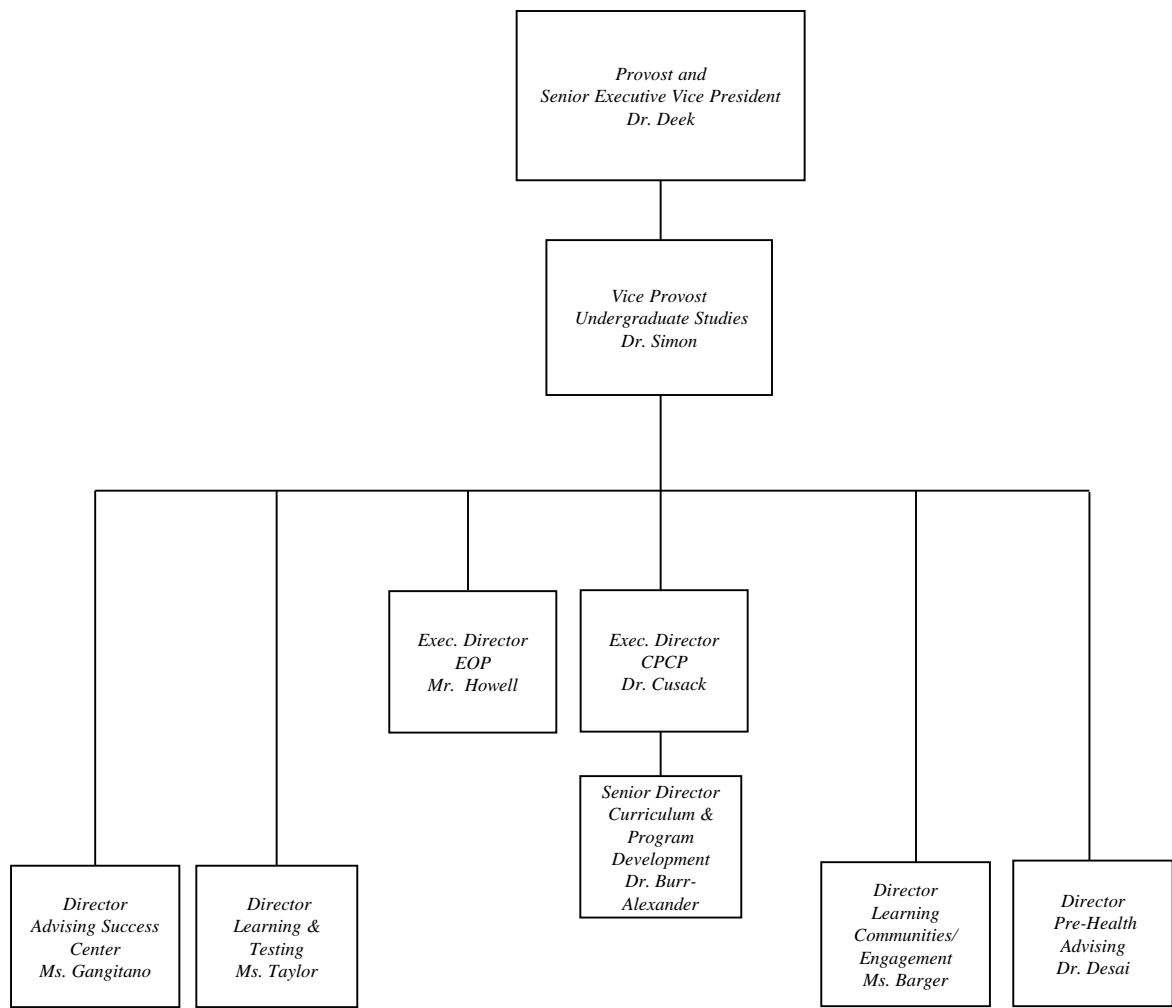 Provost and
Senior Executive Vice President
Dr. Deek
Vice Provost
Undergraduate Studies
Dr. Simon
Exec. Director
EOP
Mr. Howell
Exec. Director
CPCP
Dr. Cusack
Senior Director
Curriculum &
Program
Development
Dr. Burr-
Alexander
Director
Advising Success
Center
Ms. Gangitano
Director
Learning &
Testing
Ms. Taylor
Director
Learning
Communities/
Engagement
Ms. Barger
Director
Pre-Health
Advising
Dr. Desai